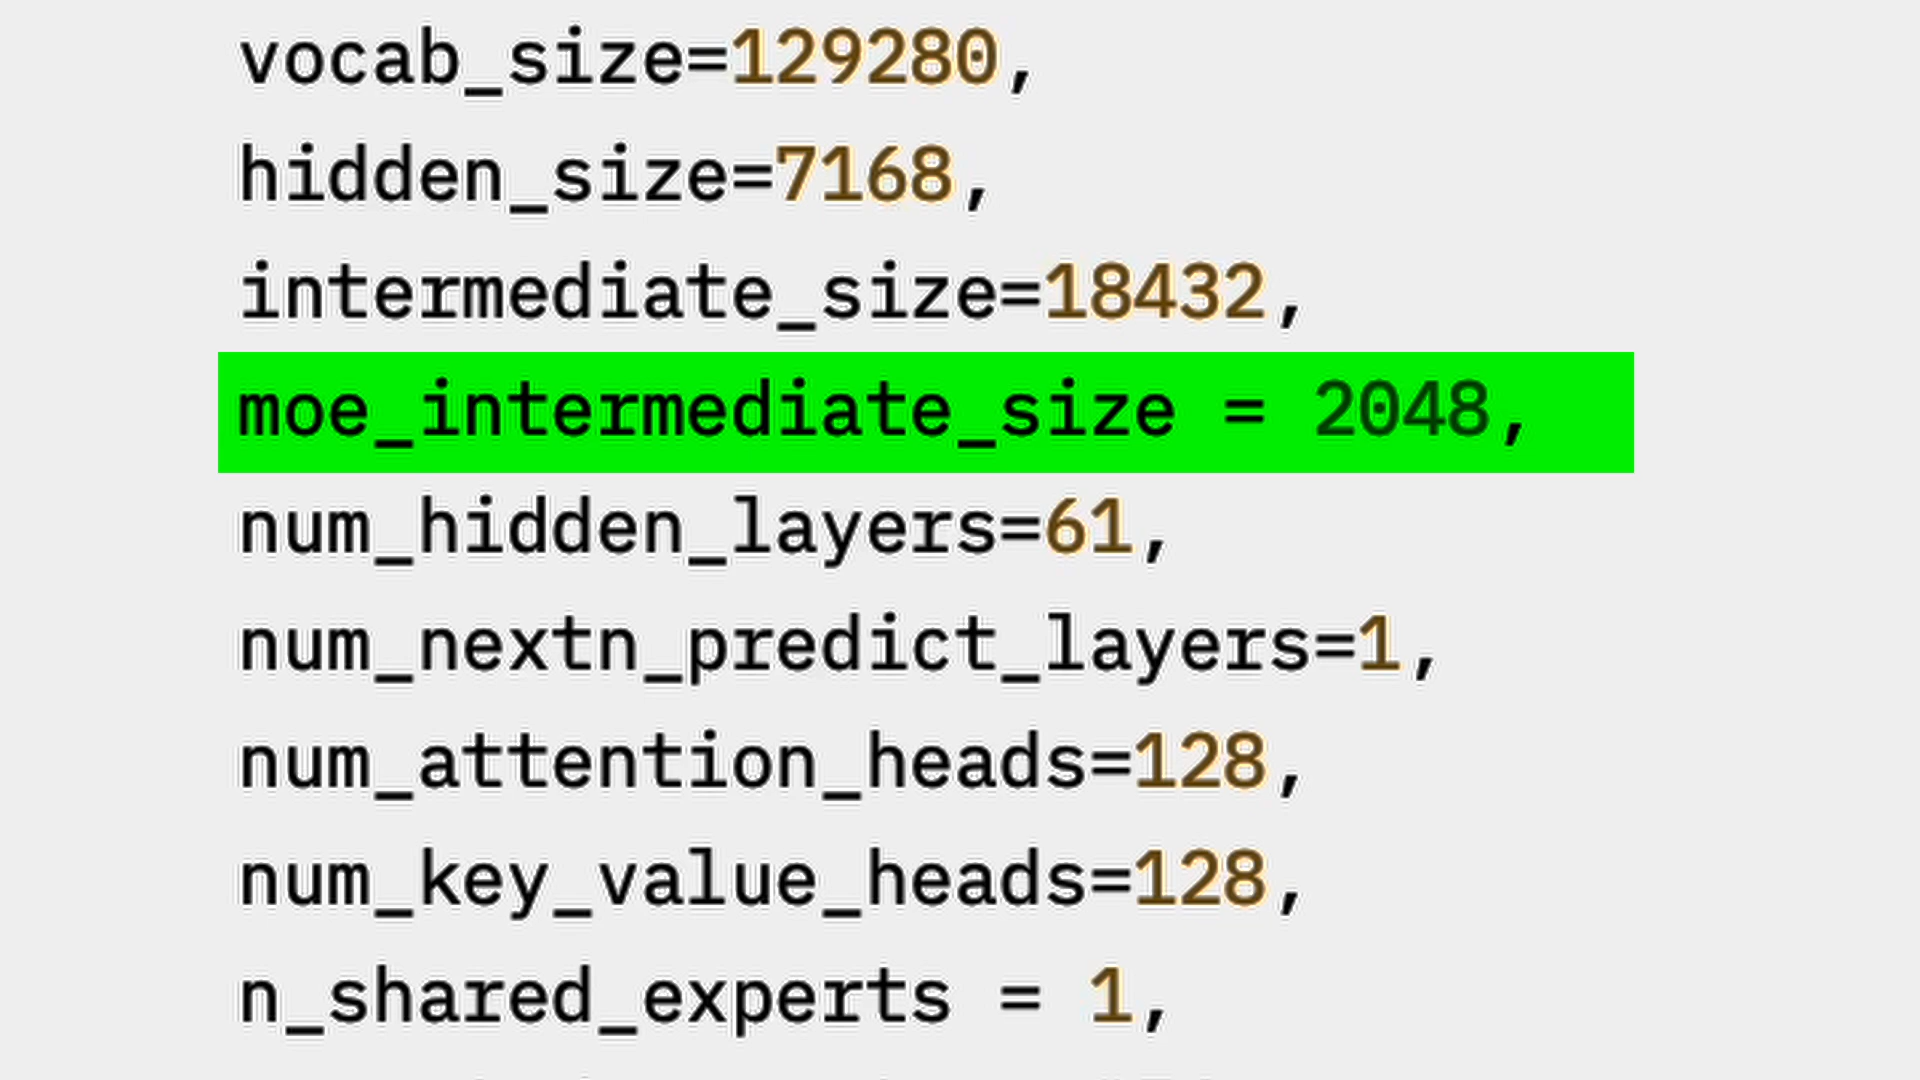 vocab_size=129280,
hidden_size=7168,
intermediate_size=18432,
moe_intermediate_size = 2048,
num_hidden_layers=61,
num_nextn_predict_layers=1,
num_attention_heads=128,
num_key_value_heads=128,
n_shared_experts = 1,